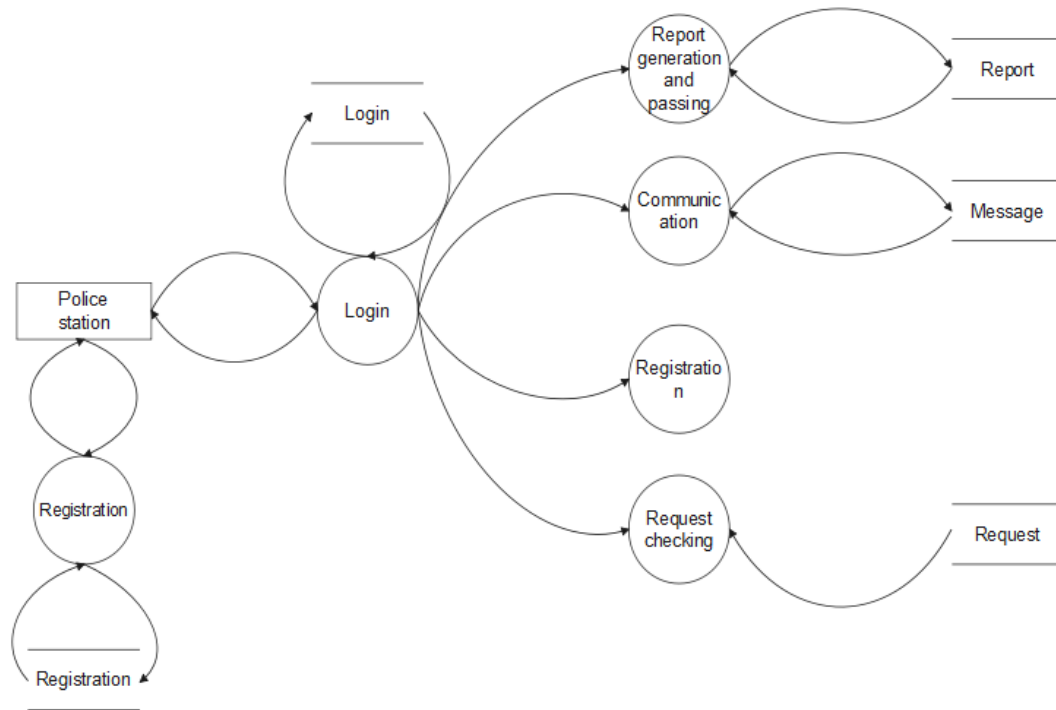 Report
generation
and
passing
Report
Login
Communic
ation
Message
Police
station
Login
Registratio
n
Registration
Request
checking
Request
Registration